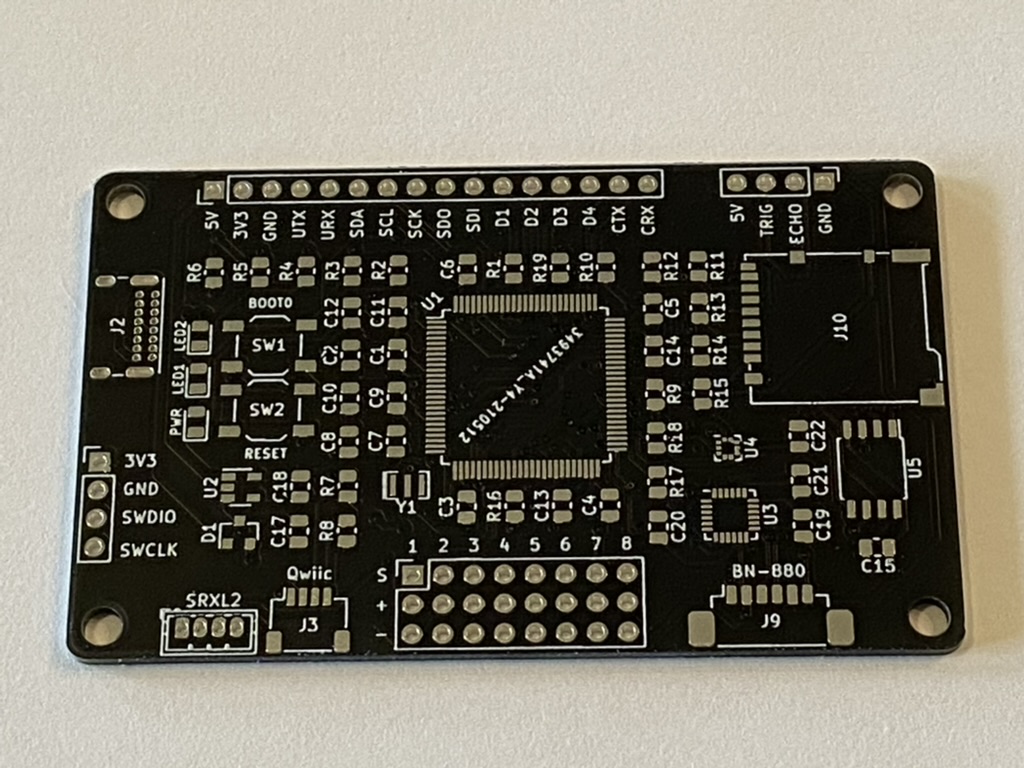 5V 3V3 GND UTX URX SDA SCL SCK SDO SDI D1 D2 D3 D4 CTX CRX
5V TRIG ECHO GND
R6 R5 R4 R3 R2 C6 R1 R19 R10 R12 R11
BOOT0
J2
LED2
SW1
C12 C11
U1
C5 R13
J10
LED1
C2 C1
C14 R14
J493741A_Y4-210512
PWR
SW2
C10 C9
R9 R15
RESET
C8 C7
R18
U4
C22
U5
3V3
GND
SWDIO
SWCLK
U2
C18 R7
Y1
C3 R16 C13 C4
R17
U3
C21
D1
C17 R8
C20
C19
C15
1 2 3 4 5 6 7 8
S
+
-
SRXL2
Qwiic
J3
BN-880
J9